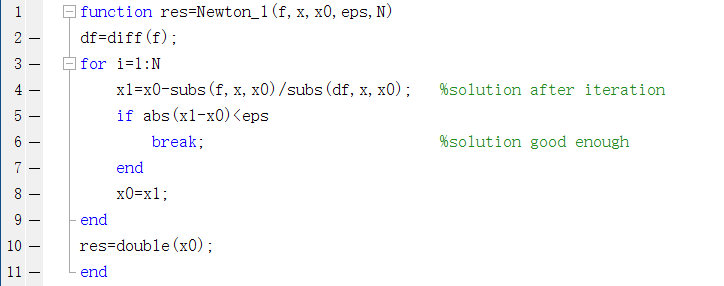 1 function res=Newton_1(f,x,x0,eps,N)
2 — df=diff(f);
3 — for i=1:N
4 — x1=x0-subs(f,x,x0)/subs(df,x,x0); %solution after iteration
5 — if abs(x1-x0)<eps
6 — break; %solution good enough
7 — end
8 — x0=x1;
9 — end
10 — res=double(x0);
11 — end